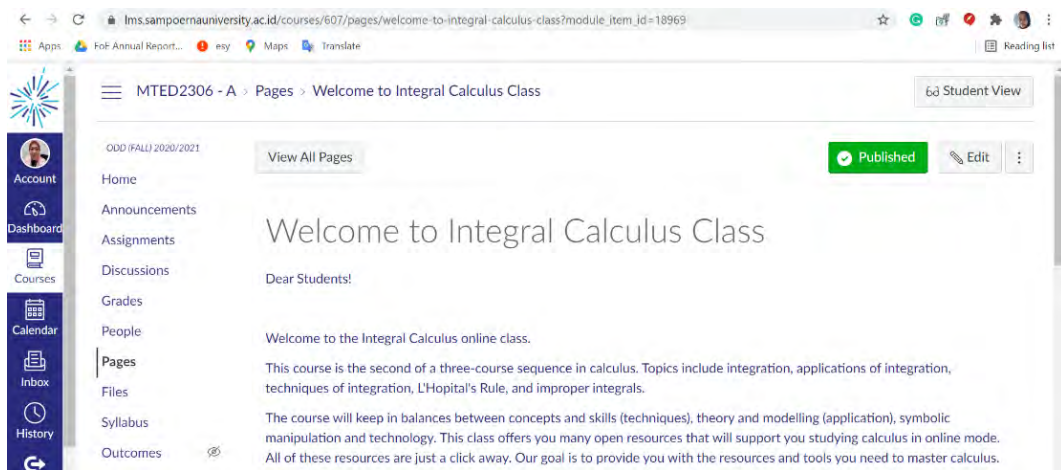 lms.sampoernauniversity.ac.id/courses/607/pages/welcome-to-integral-calculus-class?module_item_id=18969
Apps FoF Annual Report... esy Maps Translate Reading list
MTED2306 - A > Pages > Welcome to Integral Calculus Class Student View
ODD (FALL) 2020/2021
View All Pages Published Edit
Account
Home
Announcements
Dashboard
Assignments
Welcome to Integral Calculus Class
Discussions
Courses
Dear Students!
Grades
Calendar
People
Welcome to the Integral Calculus online class.
Pages
This course is the second of a three-course sequence in calculus. Topics include integration, applications of integration,
Inbox
techniques of integration, L'Hopital's Rule, and improper integrals.
Files
History
Syllabus
The course will keep in balances between concepts and skills (techniques), theory and modelling (application), symbolic
manipulation and technology. This class offers you many open resources that will support you studying calculus in online mode.
Outcomes
All of these resources are just a click away. Our goal is to provide you with the resources and tools you need to master calculus.